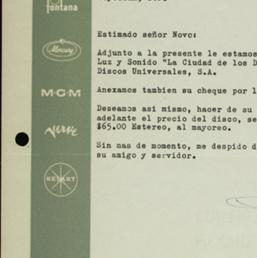 fontana
Estimado señor Novo:
Mercury
Adjunto a la presente le estamos
Luz y Sonido "La Ciudad de los D
Discos Universales, S.A.
M-G-M
Anexamos tambien su cheque por l
Deseamos asi mismo, hacer de su
adelante el precio del disco, se
$65.00 Estereo, al mayoreo.
Verve
Sin mas de momento, me despido d
su amigo y servidor.